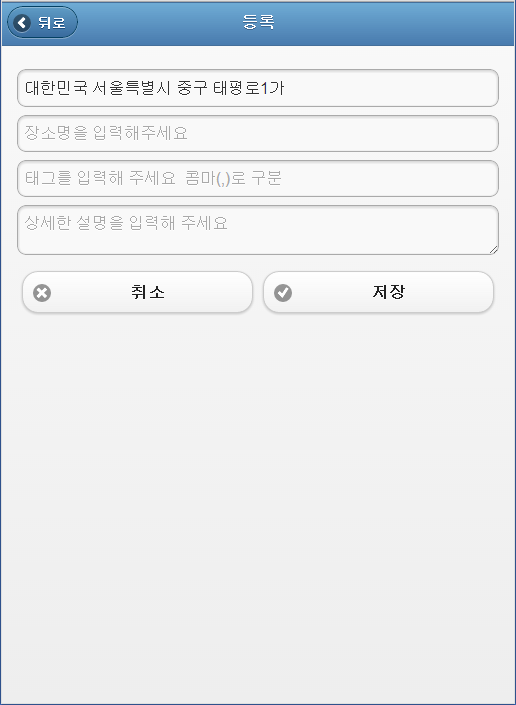 뒤로
등록
대한민국 서울특별시 중구 태평로1가
장소명을 입력해주세요
태그를 입력해 주세요 콤마(,)로 구분
상세한 설명을 입력해 주세요
취소
저장